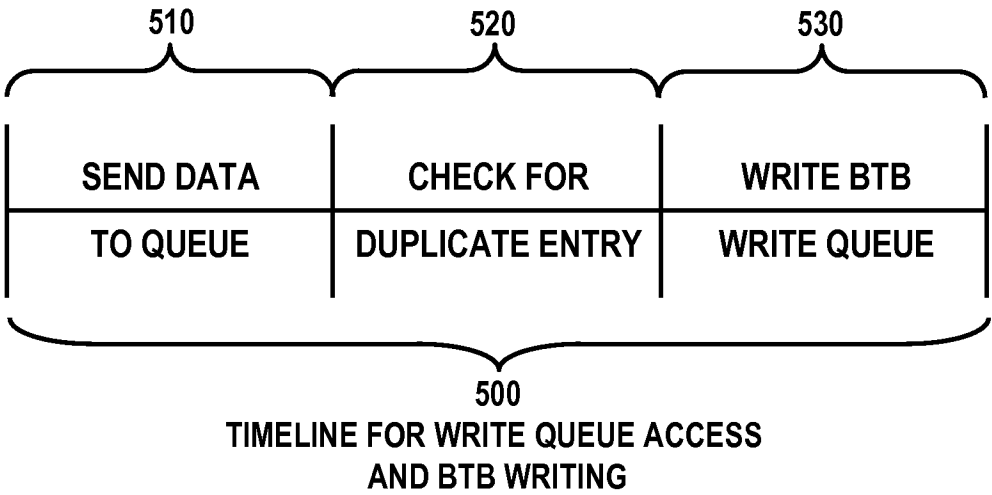 510 520 530
SEND DATA CHECK FOR WRITE BTB
TO QUEUE DUPLICATE ENTRY WRITE QUEUE
500
TIMELINE FOR WRITE QUEUE ACCESS
AND BTB WRITING